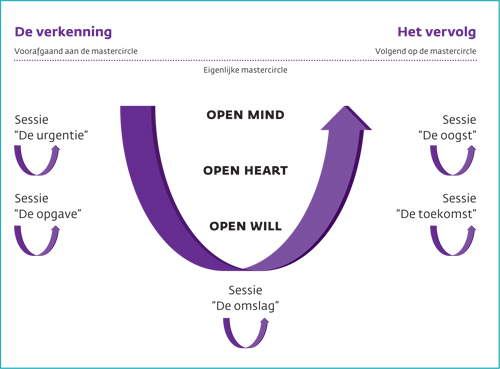 De verkenning
Het vervolg
Voorafgaand aan de mastercircle
Volgend op de mastercircle
Eigenlijke mastercircle
OPEN MIND
Sessie
"De urgentie"
Sessie
"De oogst"
OPEN HEART
Sessie
"De opgave"
Sessie
"De toekomst"
OPEN WILL
Sessie
"De omslag"